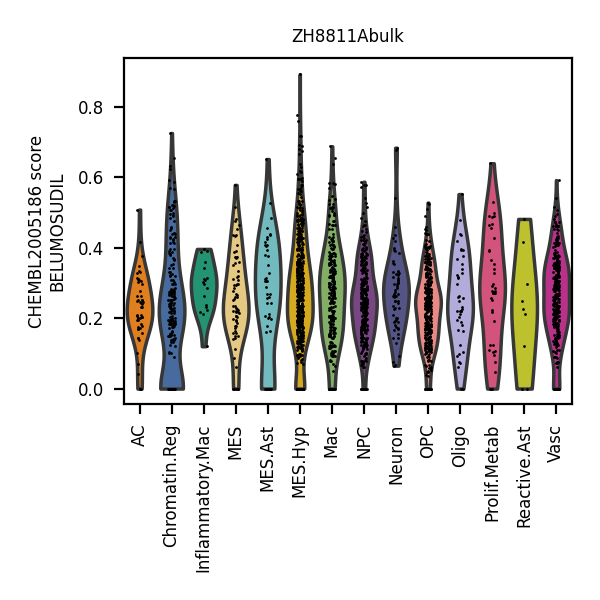 ZH8811Abulk
CHEMBL2005186 score
BELUMOSUDIL
0.8
0.6
0.4
0.2
0.0
AC
Chromatin.Reg
Inflammatory.Mac
MES
MES.Ast
MES.Hyp
Mac
NPC
Neuron
OPC
Oligo
Prolif.Metab
Reactive.Ast
Vasc